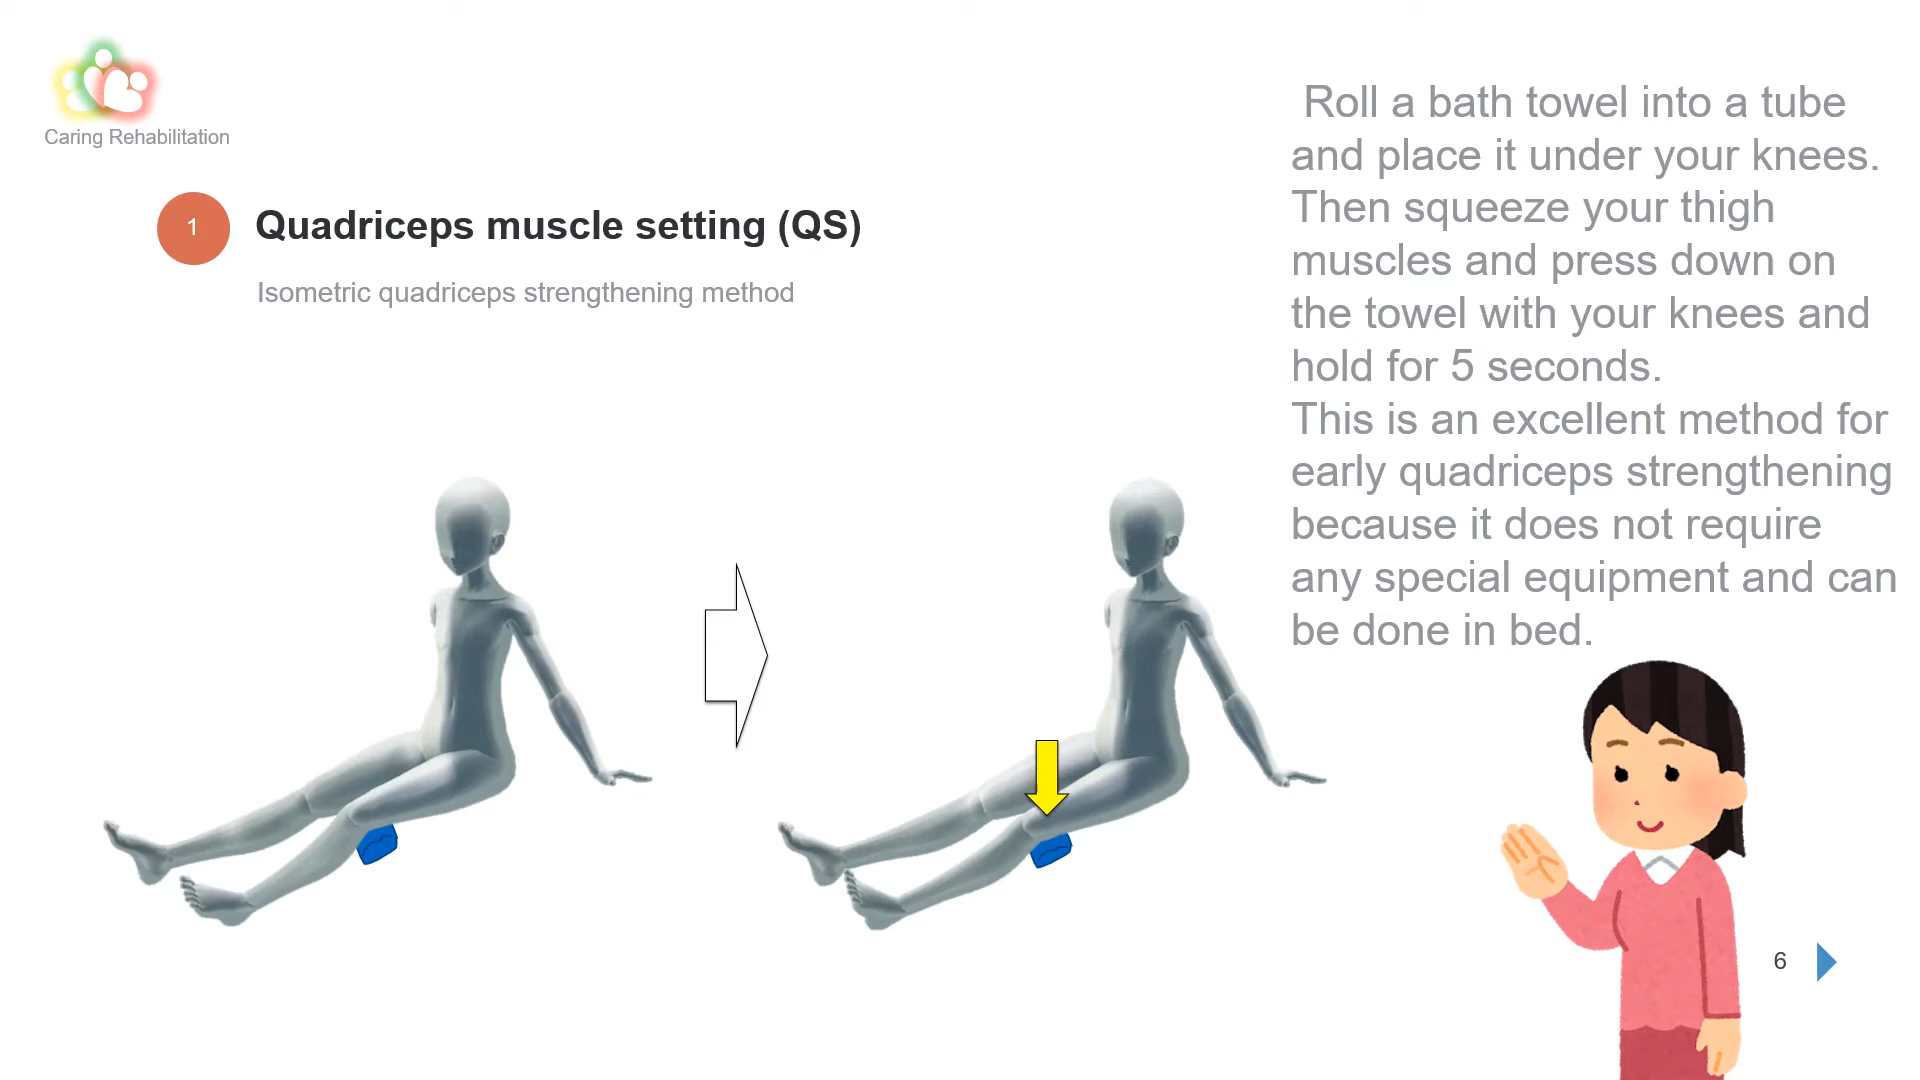 Caring Rehabilitation
1
Quadriceps muscle setting (QS)
Isometric quadriceps strengthening method
Roll a bath towel into a tube
and place it under your knees.
Then squeeze your thigh
muscles and press down on
the towel with your knees and
hold for 5 seconds.
This is an excellent method for
early quadriceps strengthening
because it does not require
any special equipment and can
be done in bed.
6